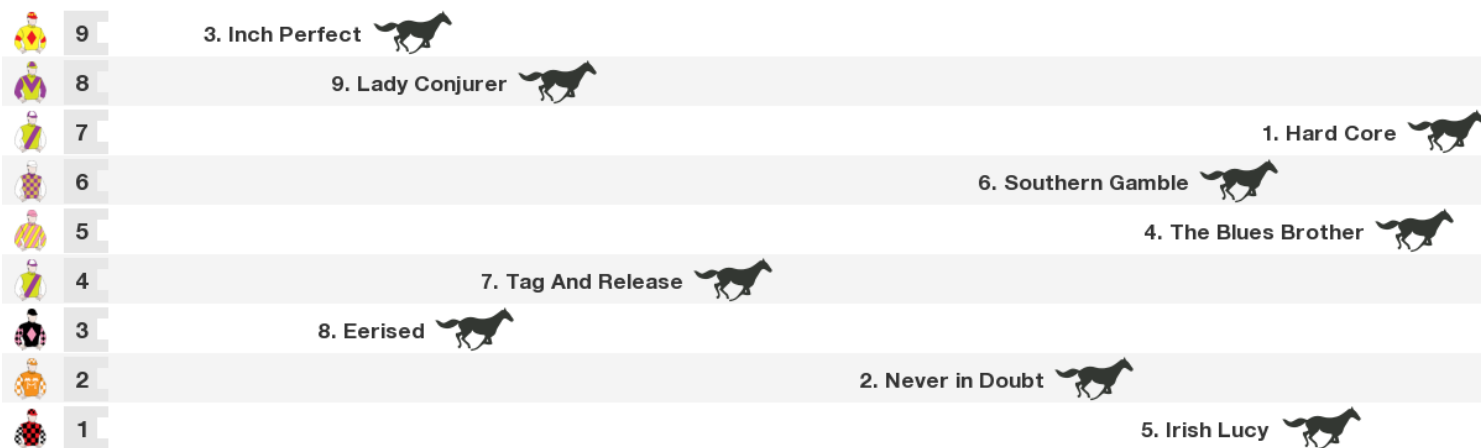 9 3. Inch Perfect
8 9. Lady Conjurer
7 1. Hard Core
6 6. Southern Gamble
5 4. The Blues Brother
4 7. Tag And Release
3 8. Eerised
2 2. Never in Doubt
1 5. Irish Lucy